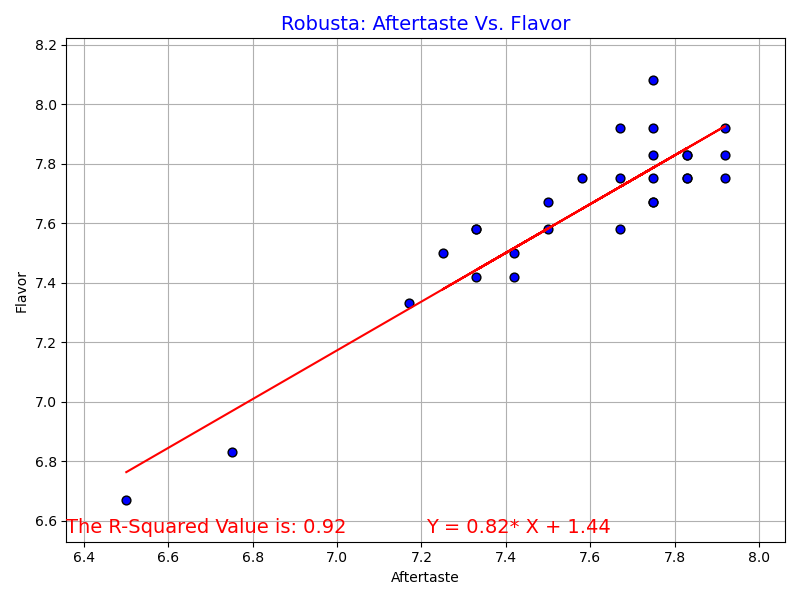 Robusta: Aftertaste Vs. Flavor
8.2
8.0
7.8
7.6
7.4
7.2
7.0
6.8
6.6
Flavor
The R-Squared Value is: 0.92
Y = 0.82* X + 1.44
6.4 6.6 6.8 7.0 7.2 7.4 7.6 7.8 8.0
Aftertaste